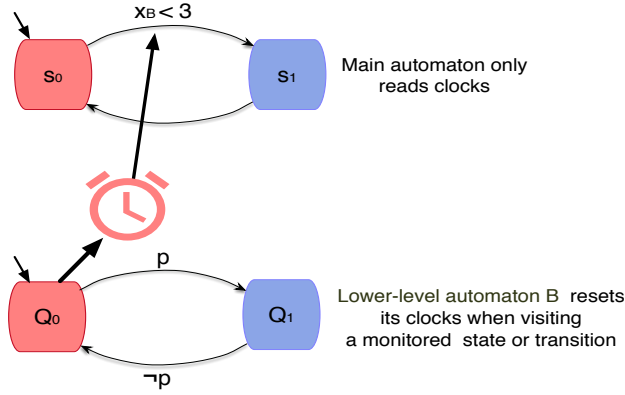 xB < 3
s0
s1
Main automaton only
reads clocks
p
Q0
Q1
Lower-level automaton B resets
its clocks when visiting
a monitored state or transition
¬p